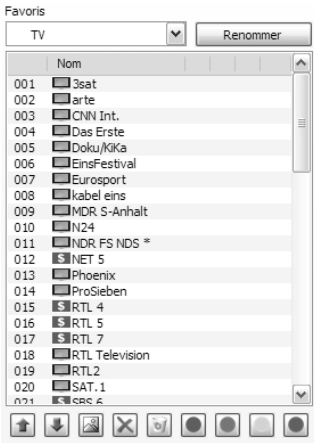 Favoris
TV Renommer
Nom
001 3sat
002 arte
003 CNN Int.
004 Das Erste
005 Doku/KiKa
006 EinsFestival
007 Eurosport
008 kabel eins
009 MDR S-Anhalt
010 N24
011 NDR FS NDS *
012 S NET 5
013 Phoenix
014 ProSieben
015 S RTL 4
016 S RTL 5
017 S RTL 7
018 RTL Television
019 RTL2
020 SAT.1
021 S SBS 6